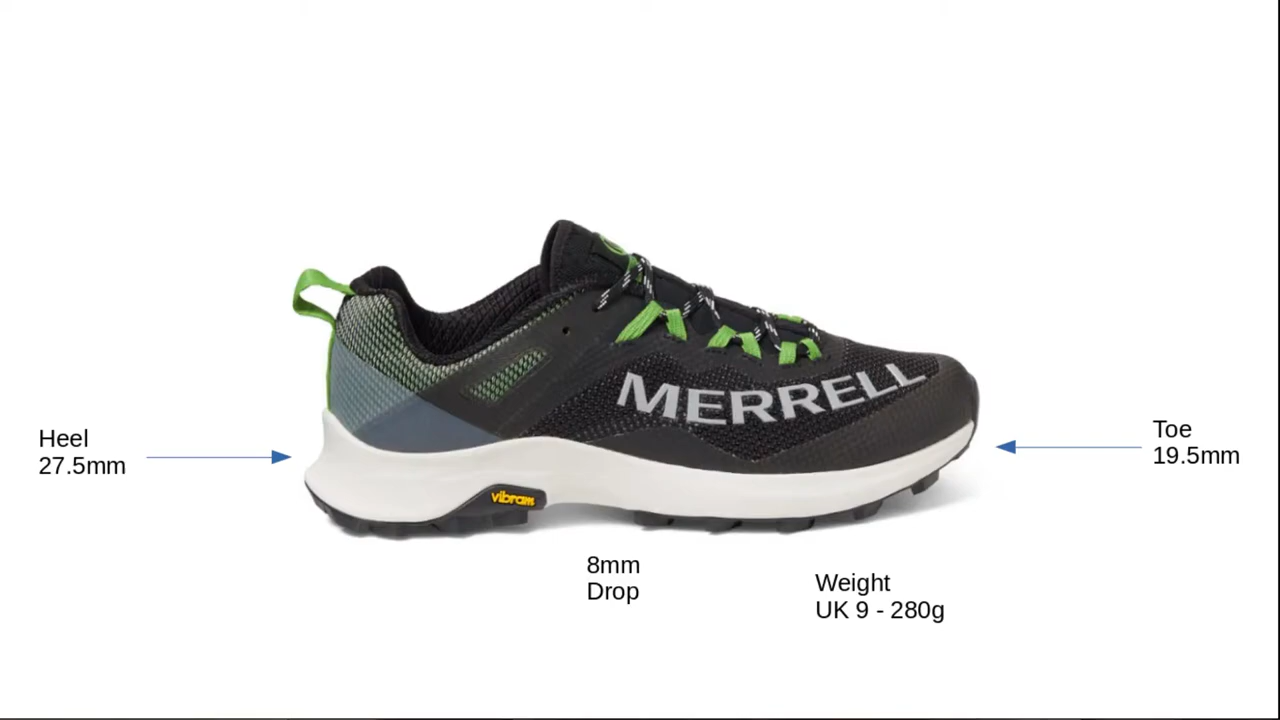 MERRELL
Heel
27.5mm
Toe
19.5mm
vibram
8mm
Drop
Weight
UK 9 - 280g